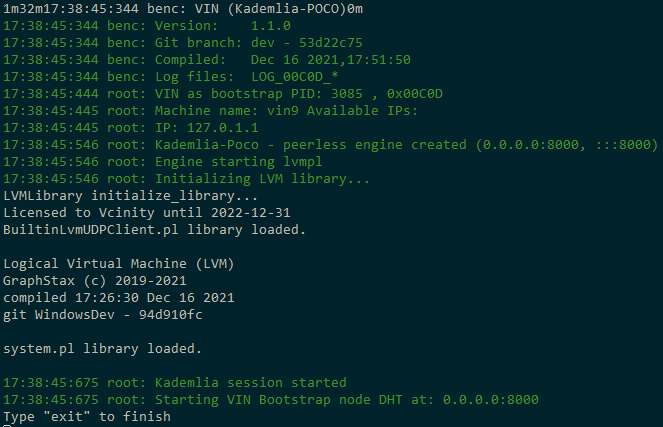 1m32m17:38:45:344 benc: VIN (Kademlia-POCO)0m
17:38:45:344 benc: Version:    1.1.0
17:38:45:344 benc: Git branch: dev - 53d22c75
17:38:45:344 benc: Compiled:   Dec 16 2021,17:51:50
17:38:45:344 benc: Log files:  LOG_00C0D_*
17:38:45:444 root: VIN as bootstrap PID: 3085 , 0x00C0D
17:38:45:445 root: Machine name: vin9 Available IPs:
17:38:45:445 root: IP: 127.0.1.1
17:38:45:546 root: Kademlia-Poco - peerless engine created (0.0.0.0:8000, :::8000)
17:38:45:546 root: Engine starting lvmpl
17:38:45:546 root: Initializing LVM library...
LVMLibrary initialize_library...
Licensed to Vcinity until 2022-12-31
BuiltinLvmUDPClient.pl library loaded.
Logical Virtual Machine (LVM)
GraphStax (c) 2019-2021
compiled 17:26:30 Dec 16 2021
git WindowsDev - 94d910fc
system.pl library loaded.
17:38:45:675 root: Kademlia session started
17:38:45:675 root: Starting VIN Bootstrap node DHT at: 0.0.0.0:8000
Type "exit" to finish